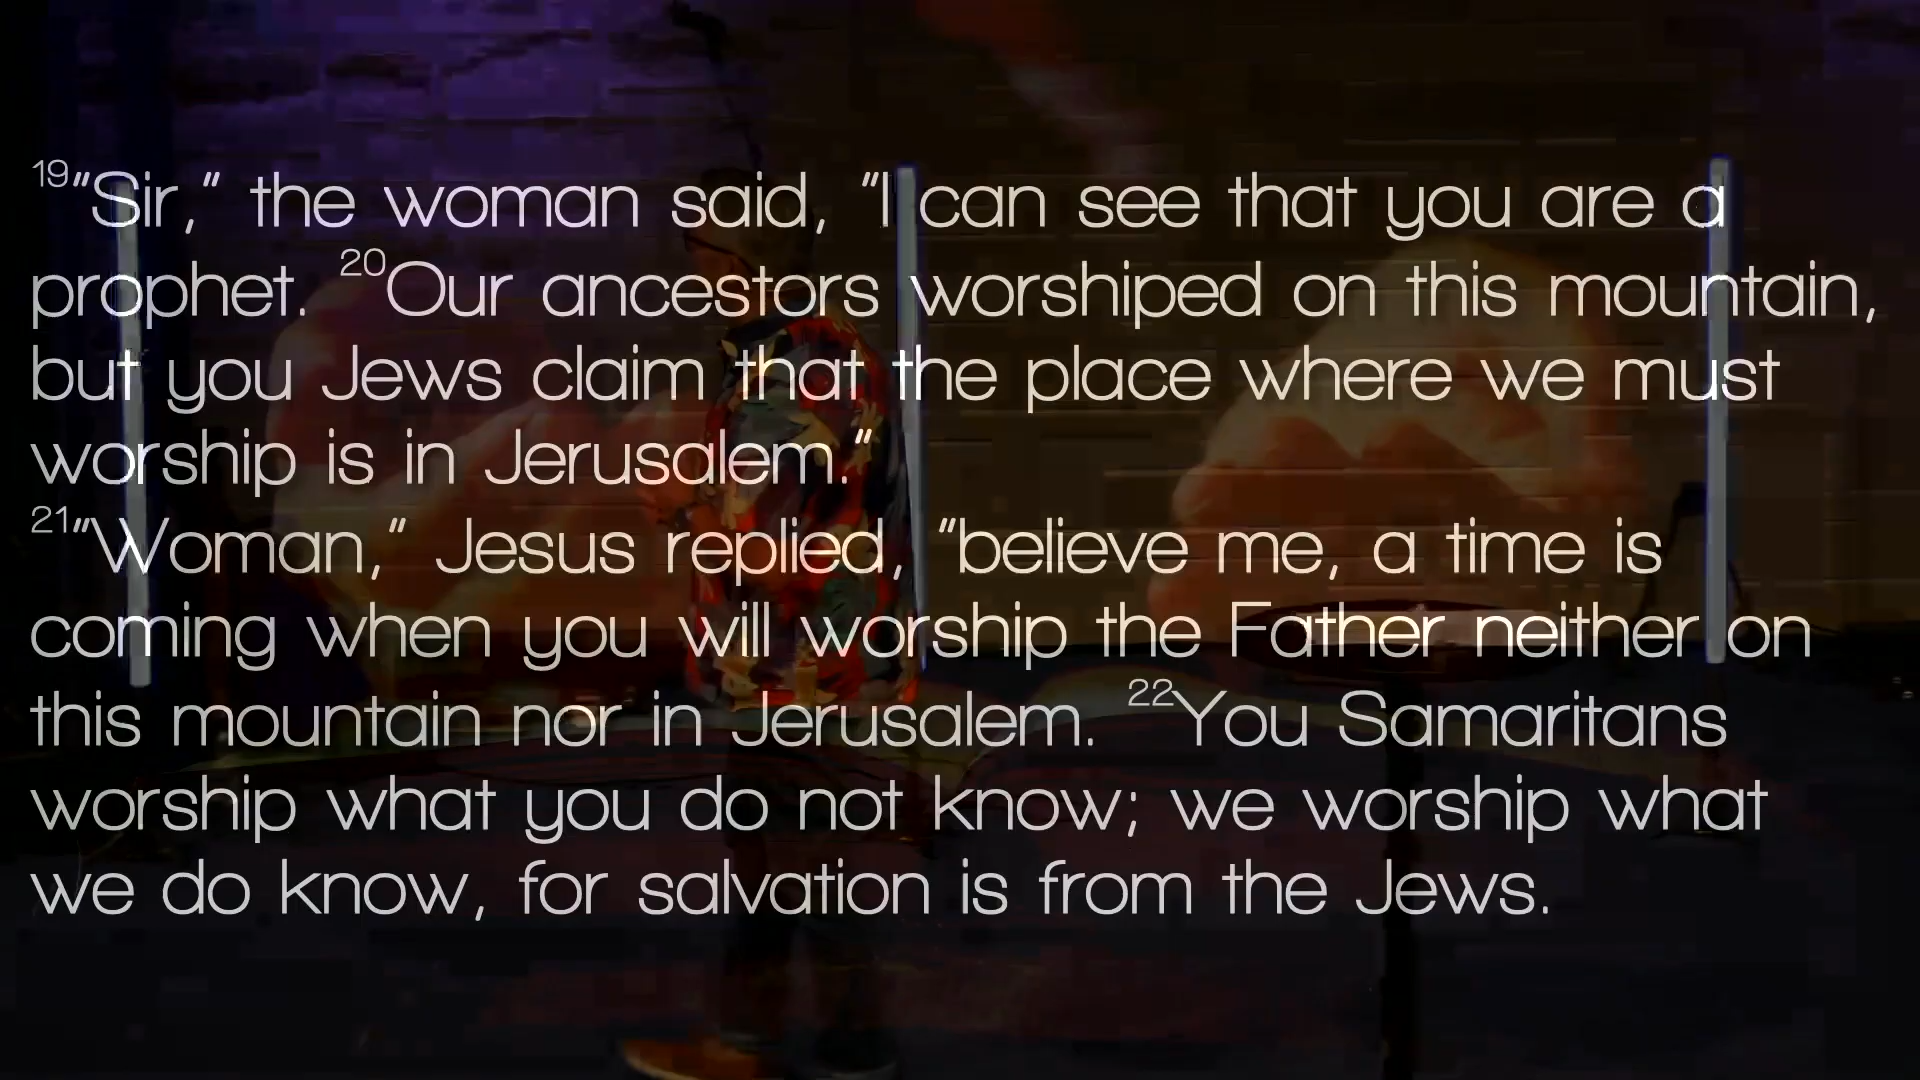 19"Sir," the woman said, "I can see that you are a
prophet. 20Our ancestors worshiped on this mountain,
but you Jews claim that the place where we must
worship is in Jerusalem."
21"Woman," Jesus replied, "believe me, a time is
coming when you will worship the Father neither on
this mountain nor in Jerusalem. 22You Samaritans
worship what you do not know; we worship what
we do know, for salvation is from the Jews.